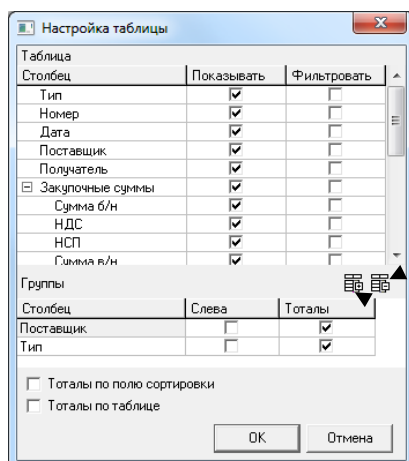 Настройка таблицы
Таблица
Столбец Показывать Фильтровать
Тип
Номер
Дата
Поставщик
Получатель
Закупочные суммы
Сумма б/н
НДС
НСП
Сумма в/н
Группы
Столбец Слева Тоталы
Поставщик
Тип
Тоталы по полю сортировки
Тоталы по таблице
OK Отмена